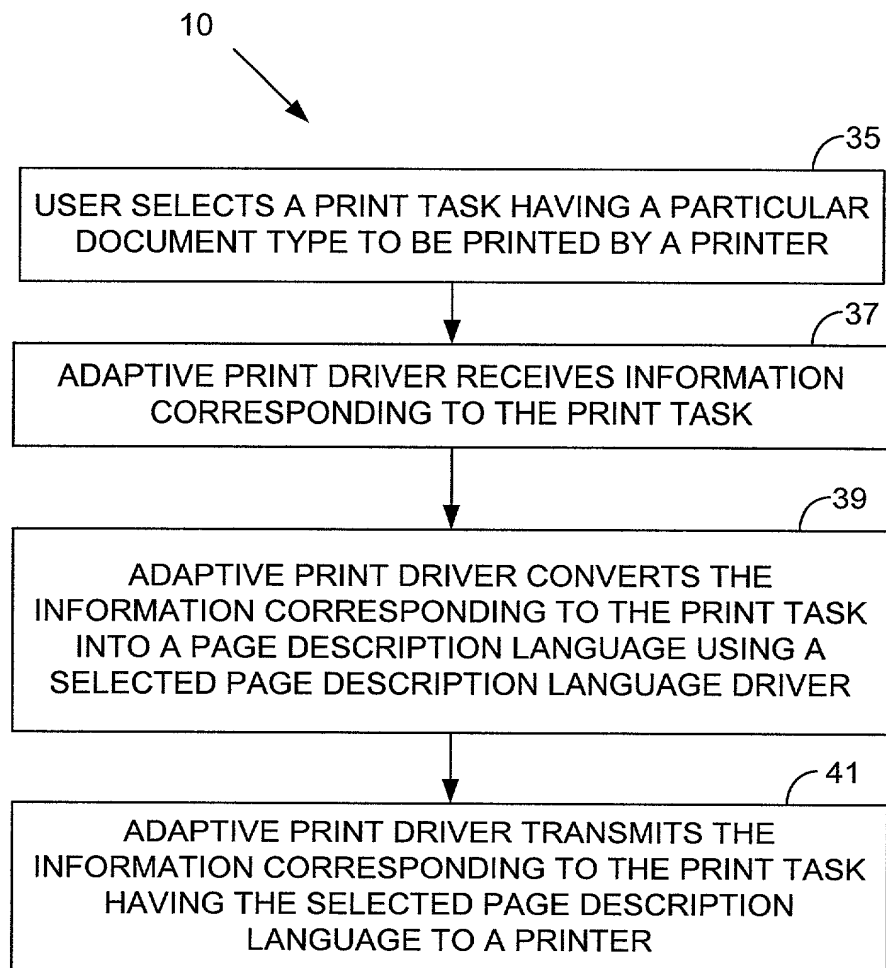 10
35
USER SELECTS A PRINT TASK HAVING A PARTICULAR
DOCUMENT TYPE TO BE PRINTED BY A PRINTER
37
ADAPTIVE PRINT DRIVER RECEIVES INFORMATION
CORRESPONDING TO THE PRINT TASK
39
ADAPTIVE PRINT DRIVER CONVERTS THE
INFORMATION CORRESPONDING TO THE PRINT TASK
INTO A PAGE DESCRIPTION LANGUAGE USING A
SELECTED PAGE DESCRIPTION LANGUAGE DRIVER
41
ADAPTIVE PRINT DRIVER TRANSMITS THE
INFORMATION CORRESPONDING TO THE PRINT TASK
HAVING THE SELECTED PAGE DESCRIPTION
LANGUAGE TO A PRINTER